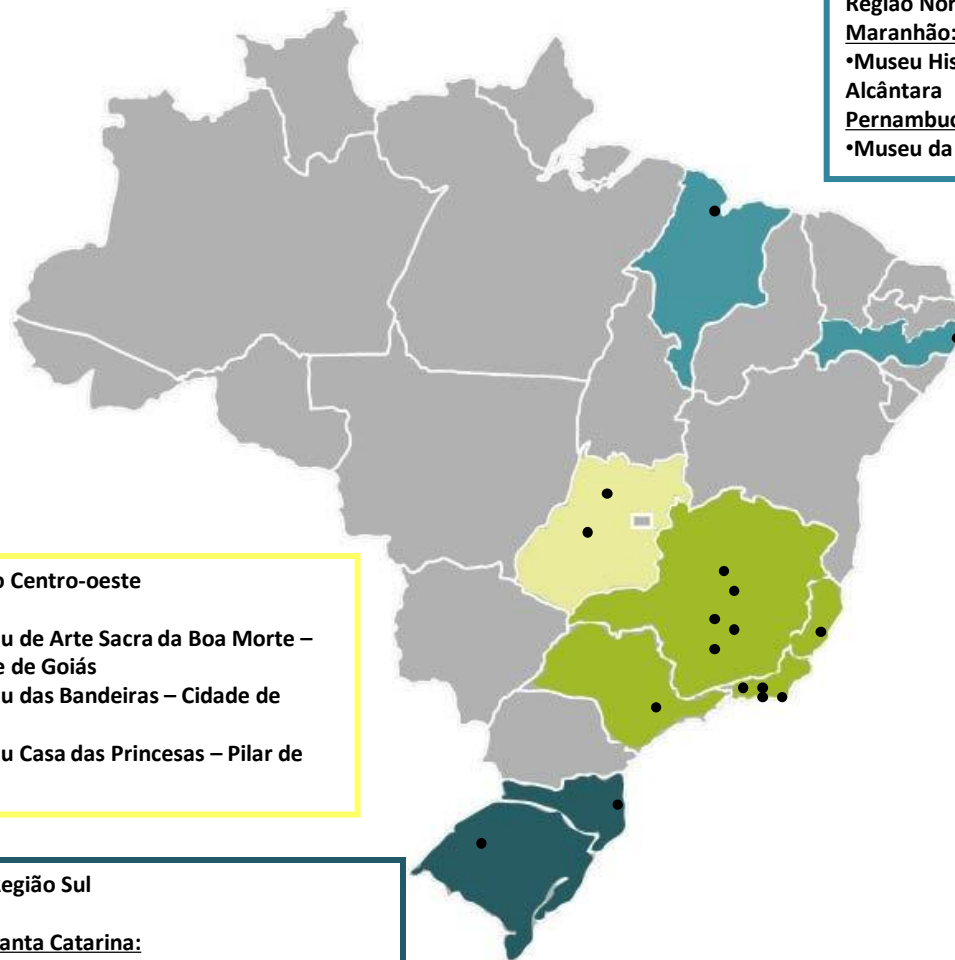 Região Nor
Maranhão:
•Museu His
Alcântara
Pernambuc
•Museu da
o Centro-oeste
u de Arte Sacra da Boa Morte –
e de Goiás
u das Bandeiras – Cidade de
u Casa das Princesas – Pilar de
egião Sul
anta Catarina: